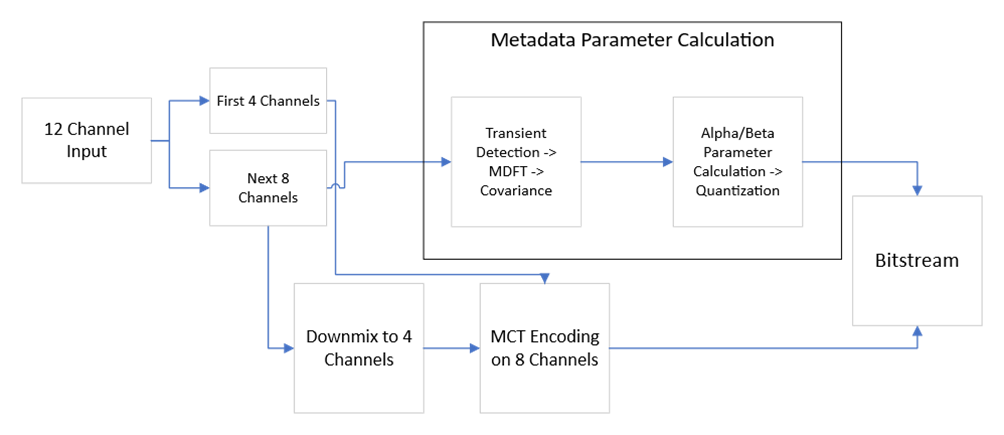 Metadata Parameter Calculation
12 Channel
Input
First 4 Channels
Next 8
Channels
Transient
Detection ->
MDFT ->
Covariance
Alpha/Beta
Parameter
Calculation ->
Quantization
Bitstream
Downmix to 4
Channels
MCT Encoding
on 8 Channels